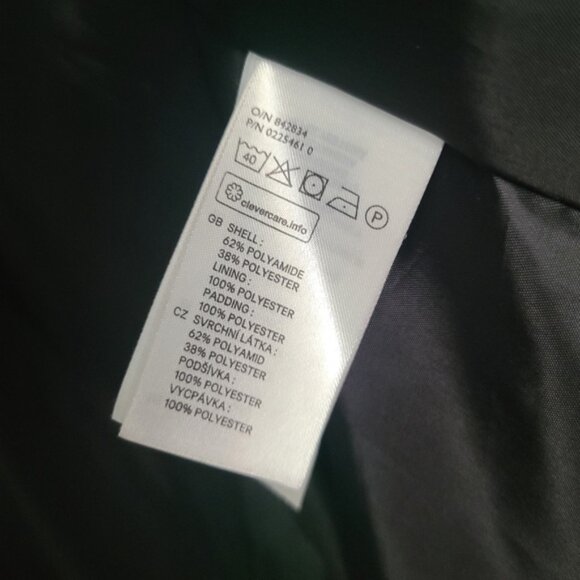 O/N 842834
P/N 0225461 0
40
P
clevercare.info
GB SHELL:
62% POLYAMIDE
38% POLYESTER
LINING:
100% POLYESTER
PADDING:
100% POLYESTER
CZ SVRCHNÍ LÁTKA:
62% POLYAMID
38% POLYESTER
PODŠÍVKA:
100% POLYESTER
VYCPÁVKA:
100% POLYESTER